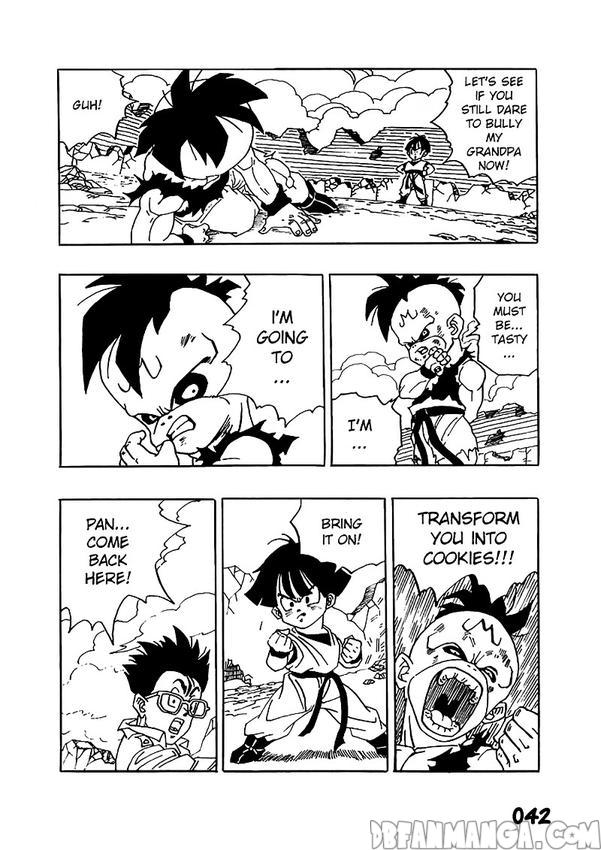 LET'S SEE
IF YOU
STILL DARE
TO BULLY
MY
GRANDPA
NOW!
GUH!
YOU
MUST
BE...
TASTY
...
I'M
...
I'M
GOING
TO
...
TRANSFORM
YOU INTO
COOKIES!!!
BRING
IT ON!
PAN...
COME
BACK
HERE!
042
DBFANMANGA.COM